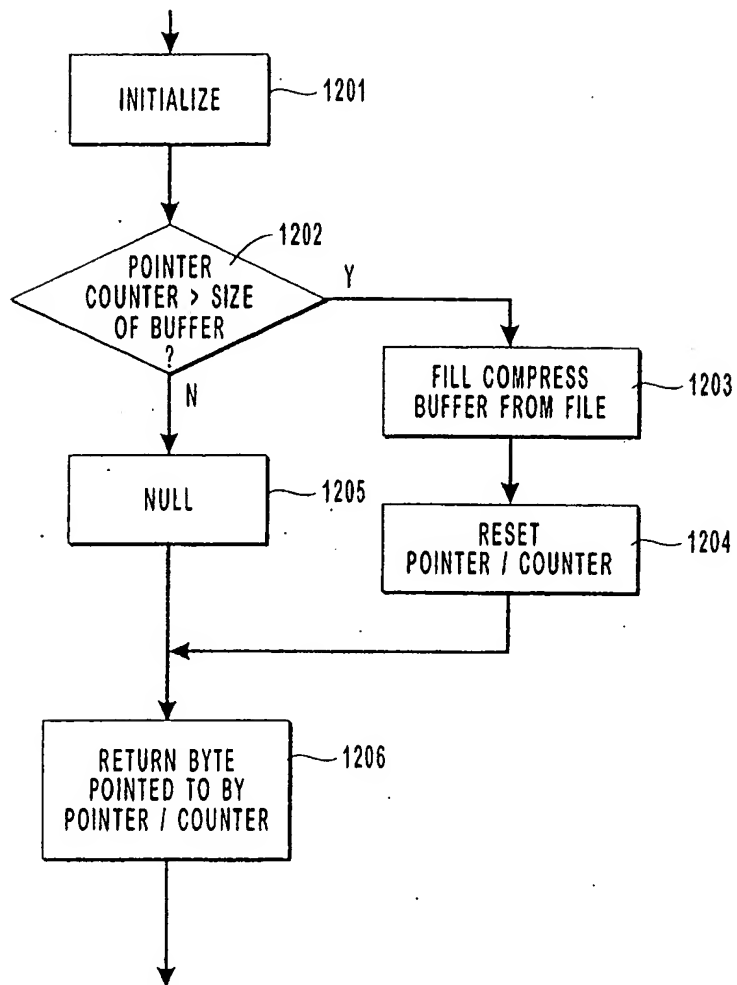 INITIALIZE
1201
1202
POINTER
COUNTER > SIZE
OF BUFFER
?
Y
N
FILL COMPRESS
BUFFER FROM FILE
1203
NULL
1205
RESET
POINTER / COUNTER
1204
RETURN BYTE
POINTED TO BY
POINTER / COUNTER
1206